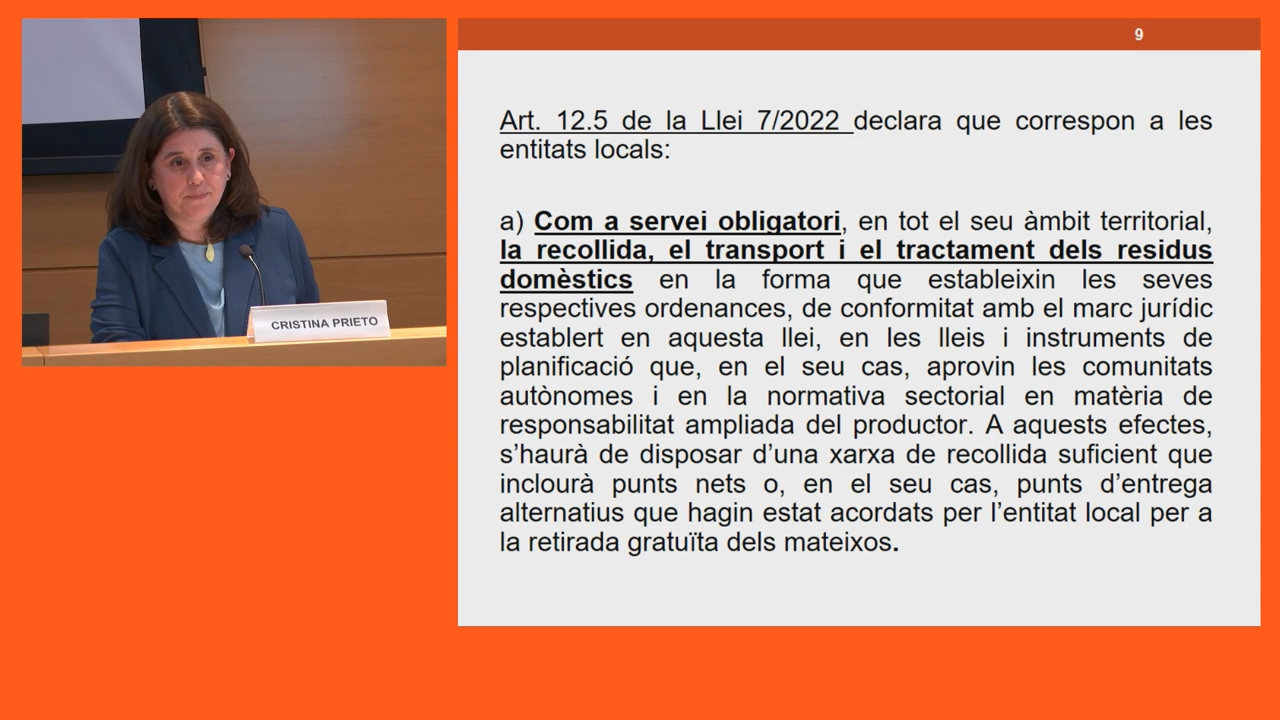 CRISTINA PRIETO
9
Art. 12.5 de la Llei 7/2022 declara que correspon a les
entitats locals:
a) Com a servei obligatori, en tot el seu àmbit territorial,
la recollida, el transport i el tractament dels residus
domèstics en la forma que estableixin les seves
respectives ordenances, de conformitat amb el marc jurídic
establert en aquesta llei, en les lleis i instruments de
planificació que, en el seu cas, aprovin les comunitats
autònomes i en la normativa sectorial en matèria de
responsabilitat ampliada del productor. A aquests efectes,
s’haurà de disposar d’una xarxa de recollida suficient que
inclourà punts nets o, en el seu cas, punts d’entrega
alternatius que hagin estat acordats per l’entitat local per a
la retirada gratuïta dels mateixos.